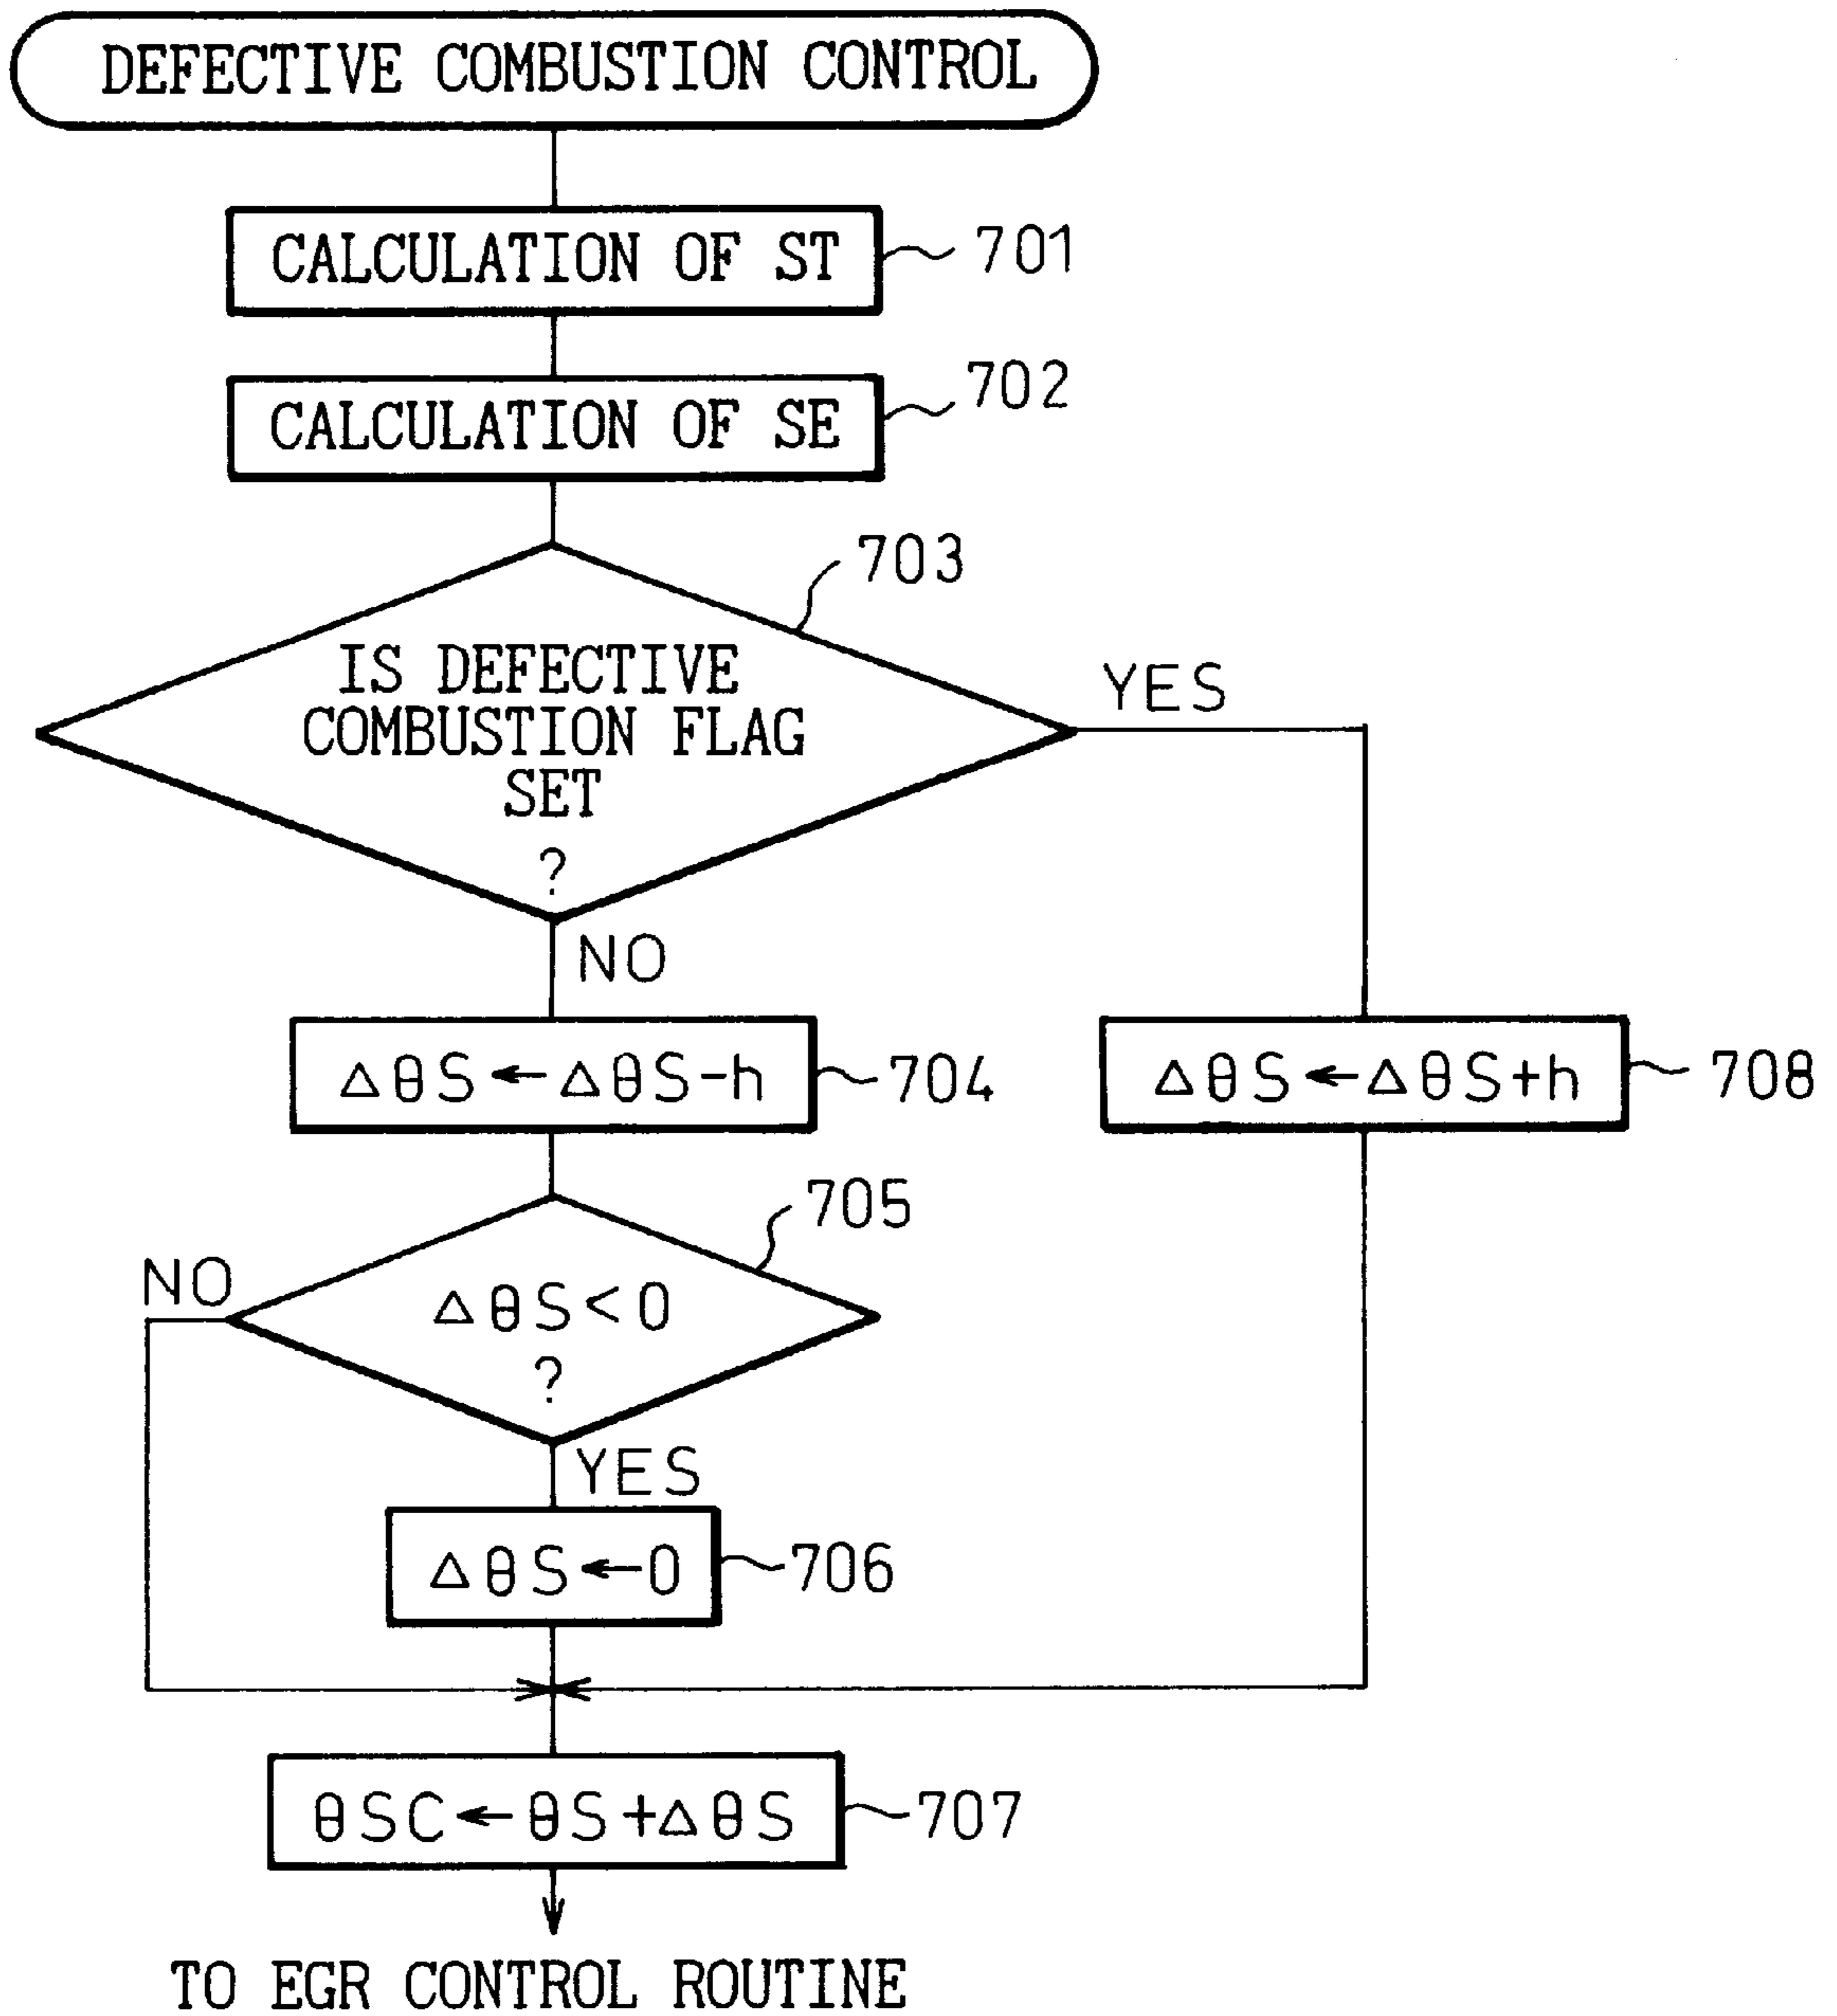 DEFECTIVE COMBUSTION CONTROL
CALCULATION OF ST
701
CALCULATION OF SE
702
703
IS DEFECTIVE
COMBUSTION FLAG
SET
?
YES
NO
ΔθS←ΔθS-h
704
ΔθS←ΔθS+h
708
705
NO
ΔθS<0
?
YES
ΔθS←0
706
θSC←θS+ΔθS
707
TO EGR CONTROL ROUTINE